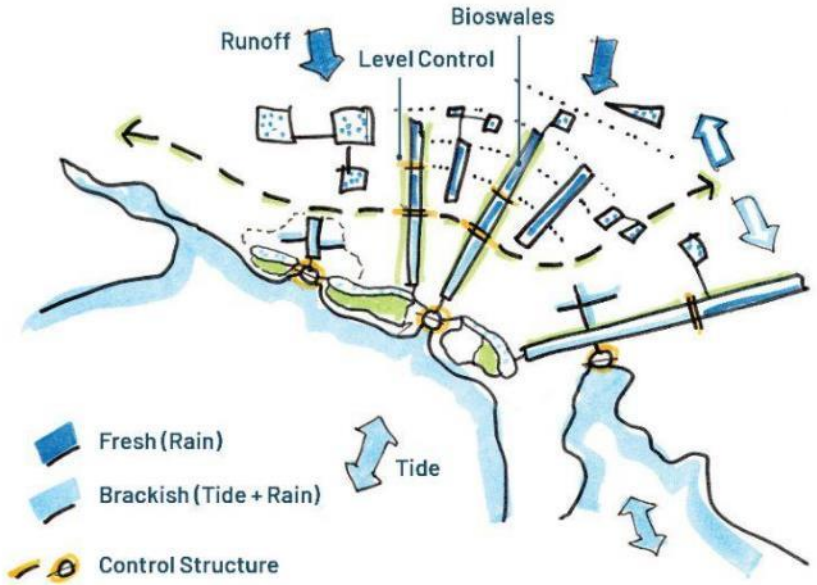 Bioswales
Runoff
Level Control
Fresh (Rain)
Brackish (Tide + Rain)
Tide
Control Structure